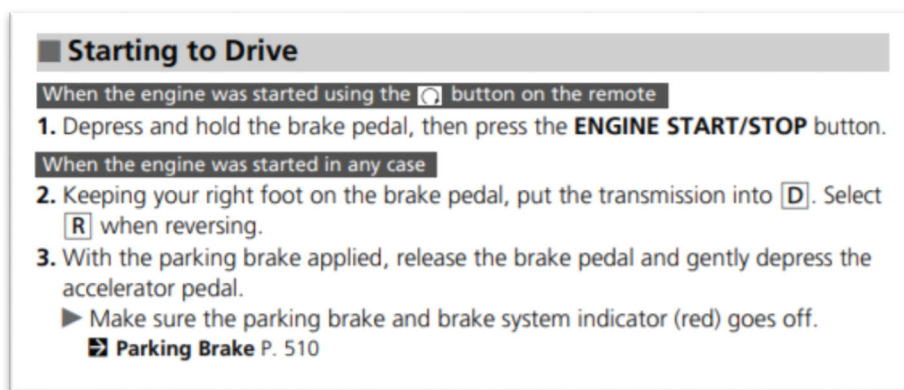 Starting to Drive
When the engine was started using the button on the remote
1. Depress and hold the brake pedal, then press the ENGINE START/STOP button.
When the engine was started in any case
2. Keeping your right foot on the brake pedal, put the transmission into D. Select
R when reversing.
3. With the parking brake applied, release the brake pedal and gently depress the
accelerator pedal.
Make sure the parking brake and brake system indicator (red) goes off.
Parking Brake P. 510